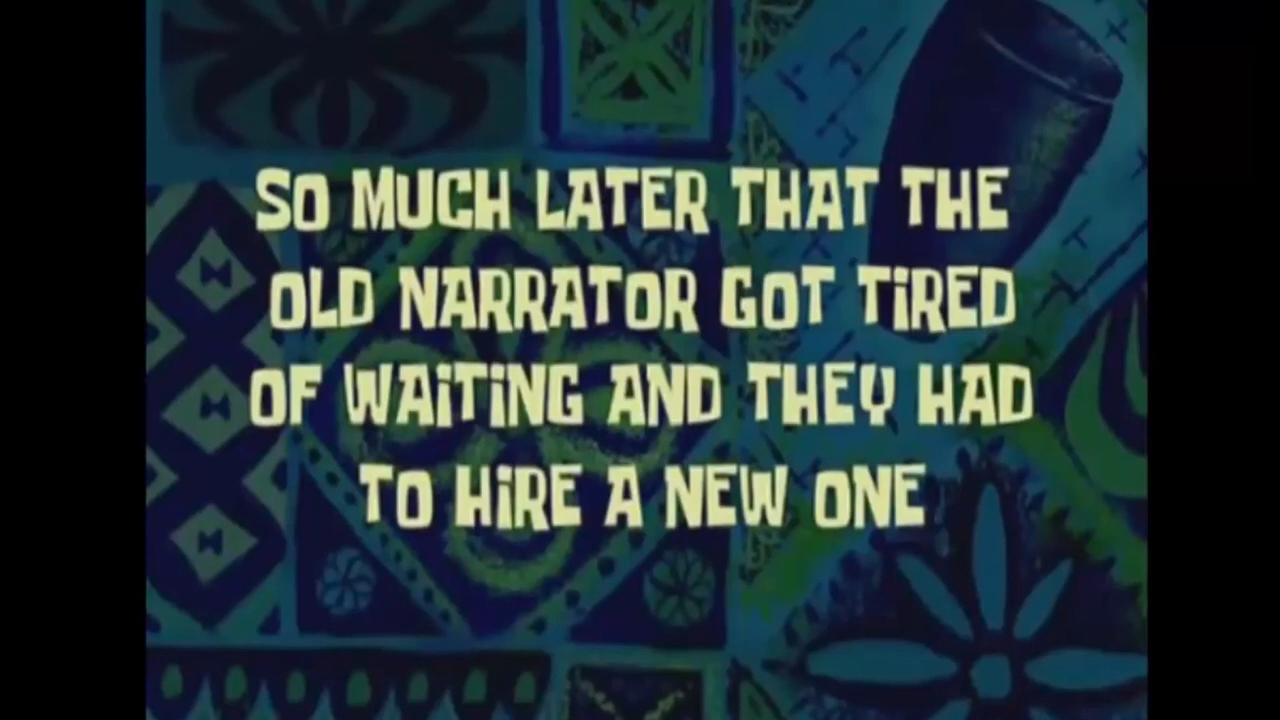 SO MUCH LATER THAT THE
OLD NARRATOR GOT TiRED
OF WAiTiNG AND THEY HAD
TO HiRE A NEW ONE